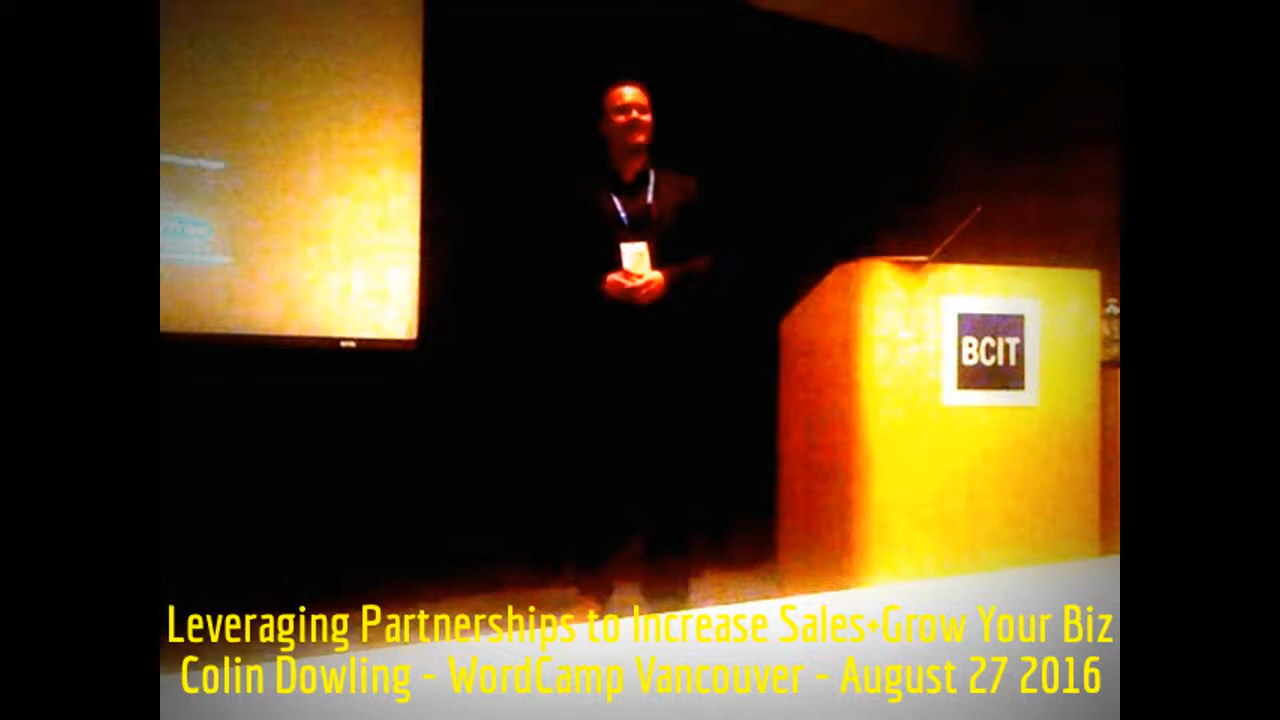 BCIT
Leveraging Partnerships to Increase Sales+Grow Your Biz
Colin Dowling - WordCamp Vancouver - August 27 2016